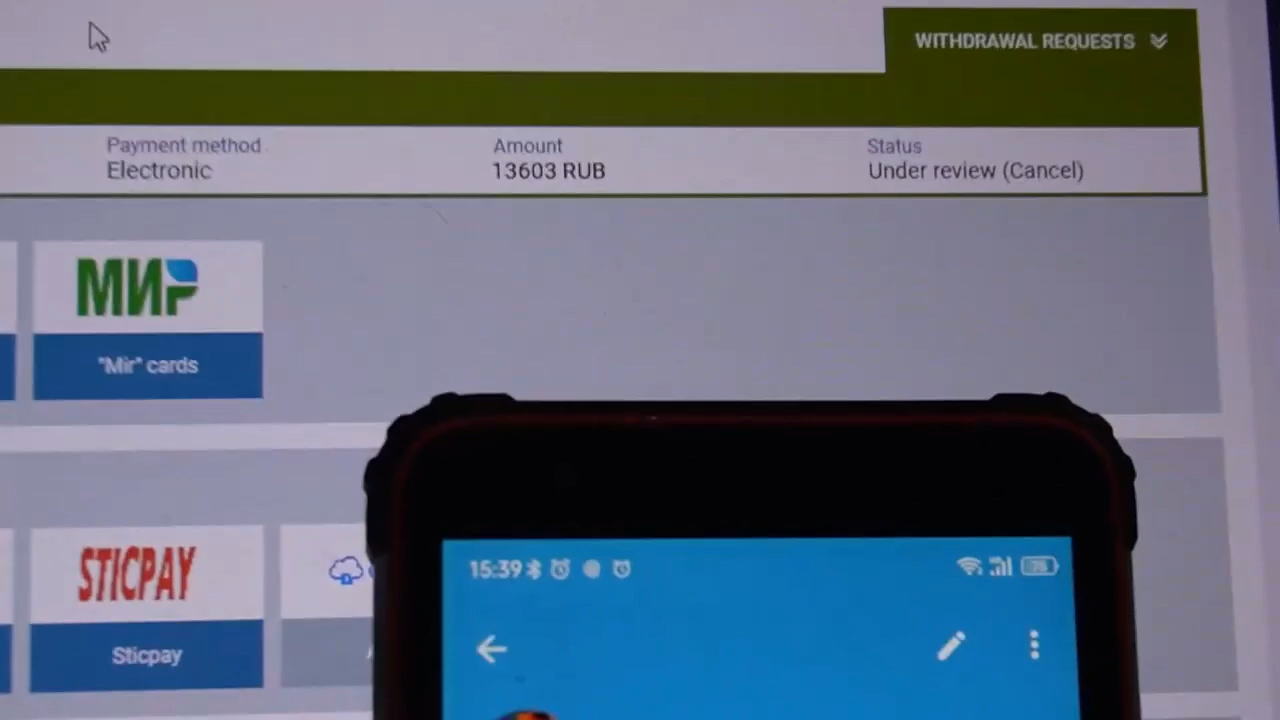 WITHDRAWAL REQUESTS
Payment method
Electronic
Amount
13603 RUB
Status
Under review (Cancel)
МИР
"Mir" cards
STICPAY
Sticpay
15:39